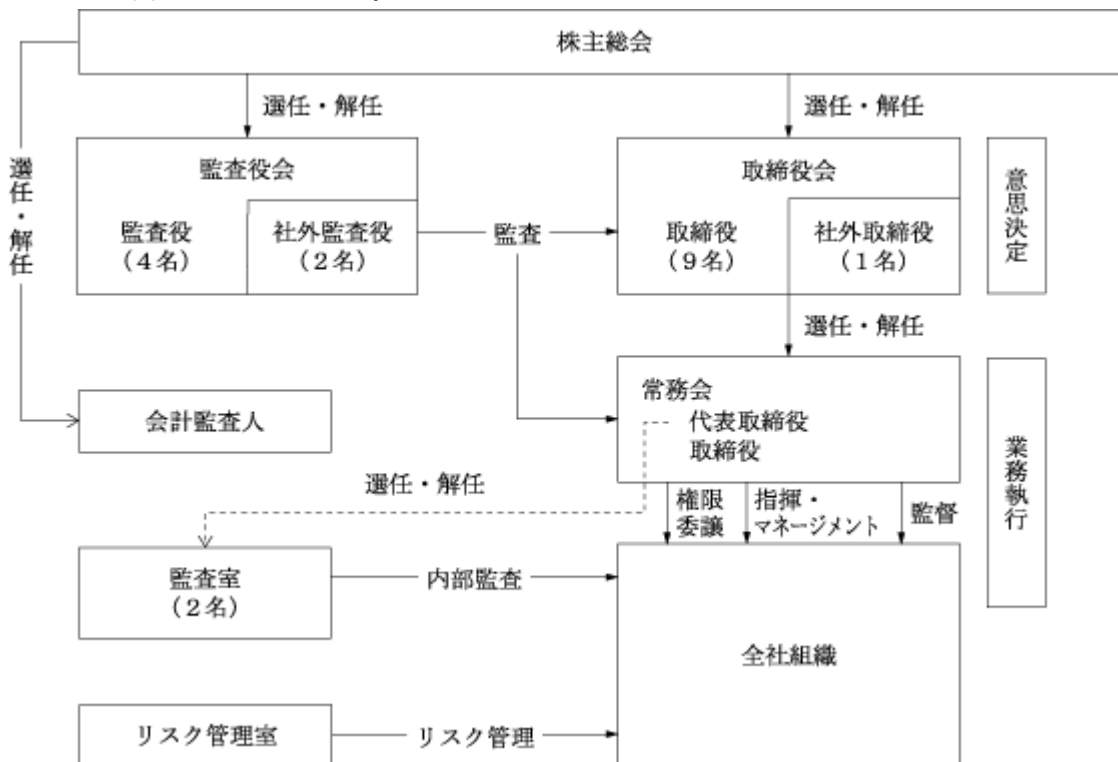 株主総会
選任・解任
選任・解任
選任・解任
監査役会
監査役
(4名)
社外監査役
(2名)
監査
取締役会
取締役
(9名)
社外取締役
(1名)
意思決定
選任・解任
会計監査人
常務会
代表取締役
取締役
業務執行
選任・解任
権限
委譲
指揮・
マネージメント
監督
監査室
(2名)
内部監査
全社組織
リスク管理室
リスク管理